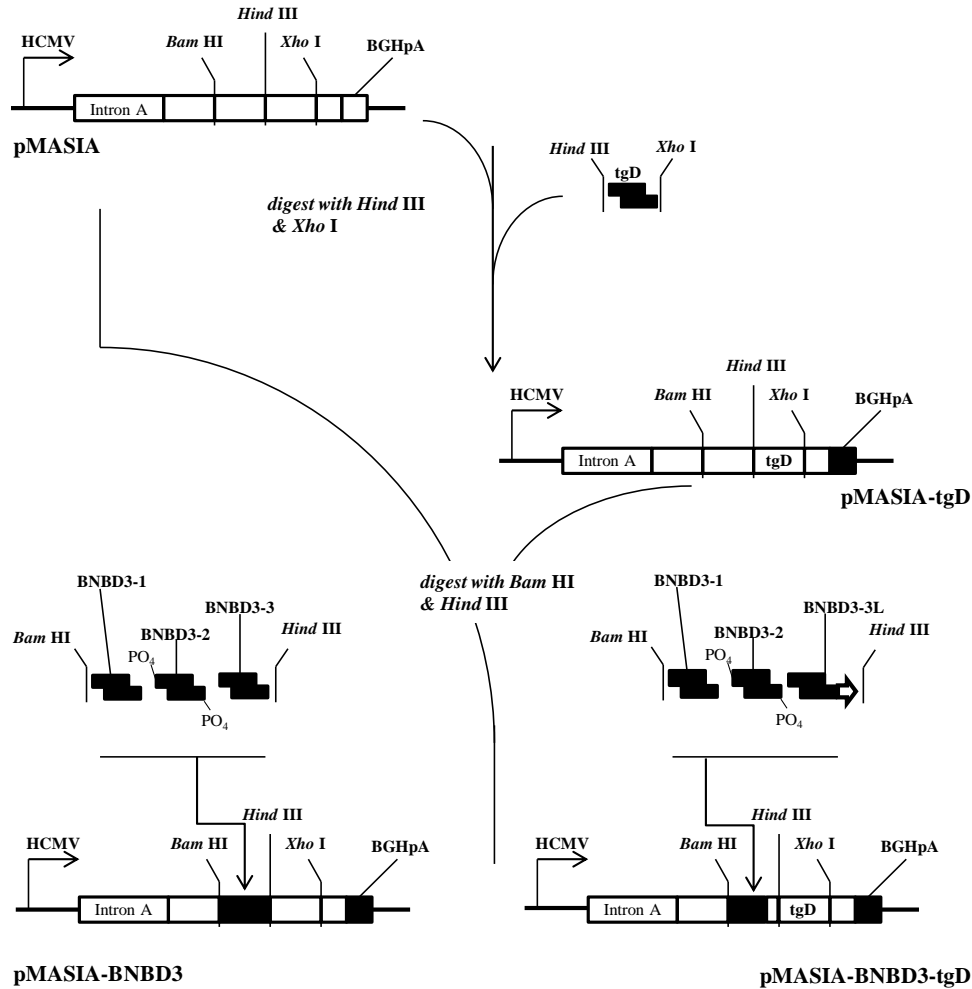 Hind III
HCMV
Bam HI
Xho I
BGHpA
Intron A
pMASIA
Hind III
Xho I
tgD
digest with Hind III
& Xho I
Hind III
HCMV
Bam HI
Xho I
BGHpA
Intron A
tgD
pMASIA-tgD
digest with Bam HI
& Hind III
BNBD3-1
BNBD3-3
Bam HI
BNBD3-2
Hind III
PO4
PO4
BNBD3-1
BNBD3-3L
Bam HI
BNBD3-2
Hind III
PO4
PO4
Hind III
HCMV
Bam HI
Xho I
BGHpA
Intron A
pMASIA-BNBD3
Hind III
HCMV
Bam HI
Xho I
BGHpA
Intron A
tgD
pMASIA-BNBD3-tgD